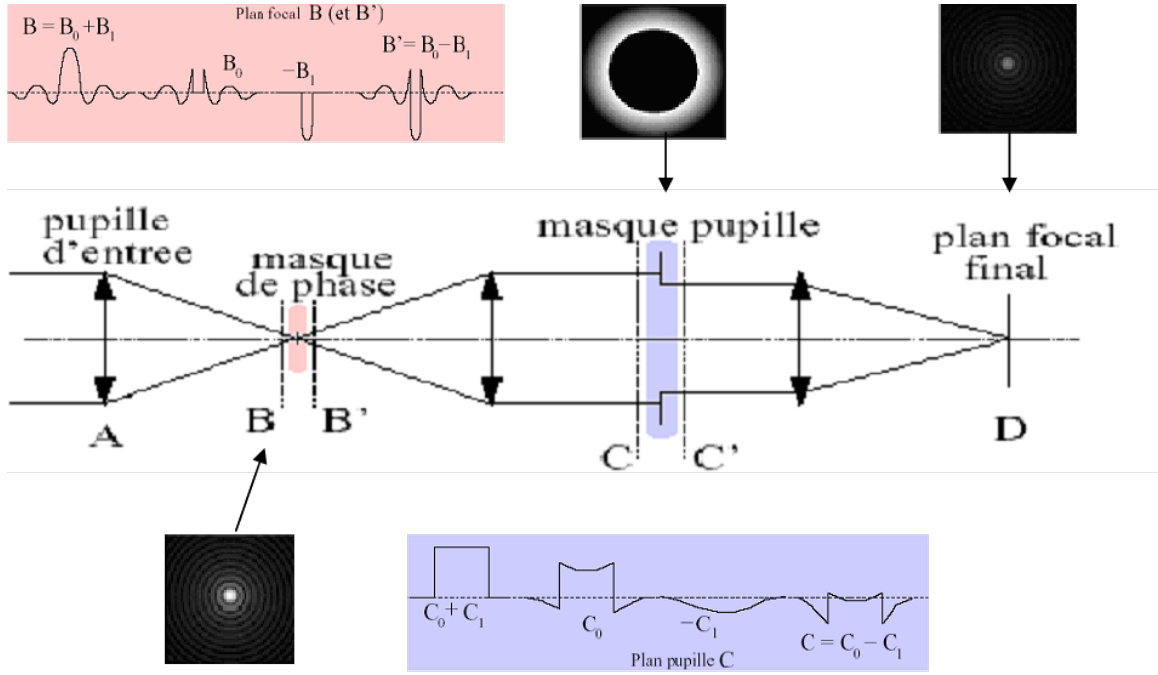 Plan focal B (et B’)
B = B₀+B₁
B₀
−B₁
B’= B₀−B₁
pupille
d’entree
masque
de phase
masque pupille
plan focal
final
A
B
B’
C
C’
D
C₀+ C₁
C₀
−C₁
C = C₀ − C₁
Plan pupille C